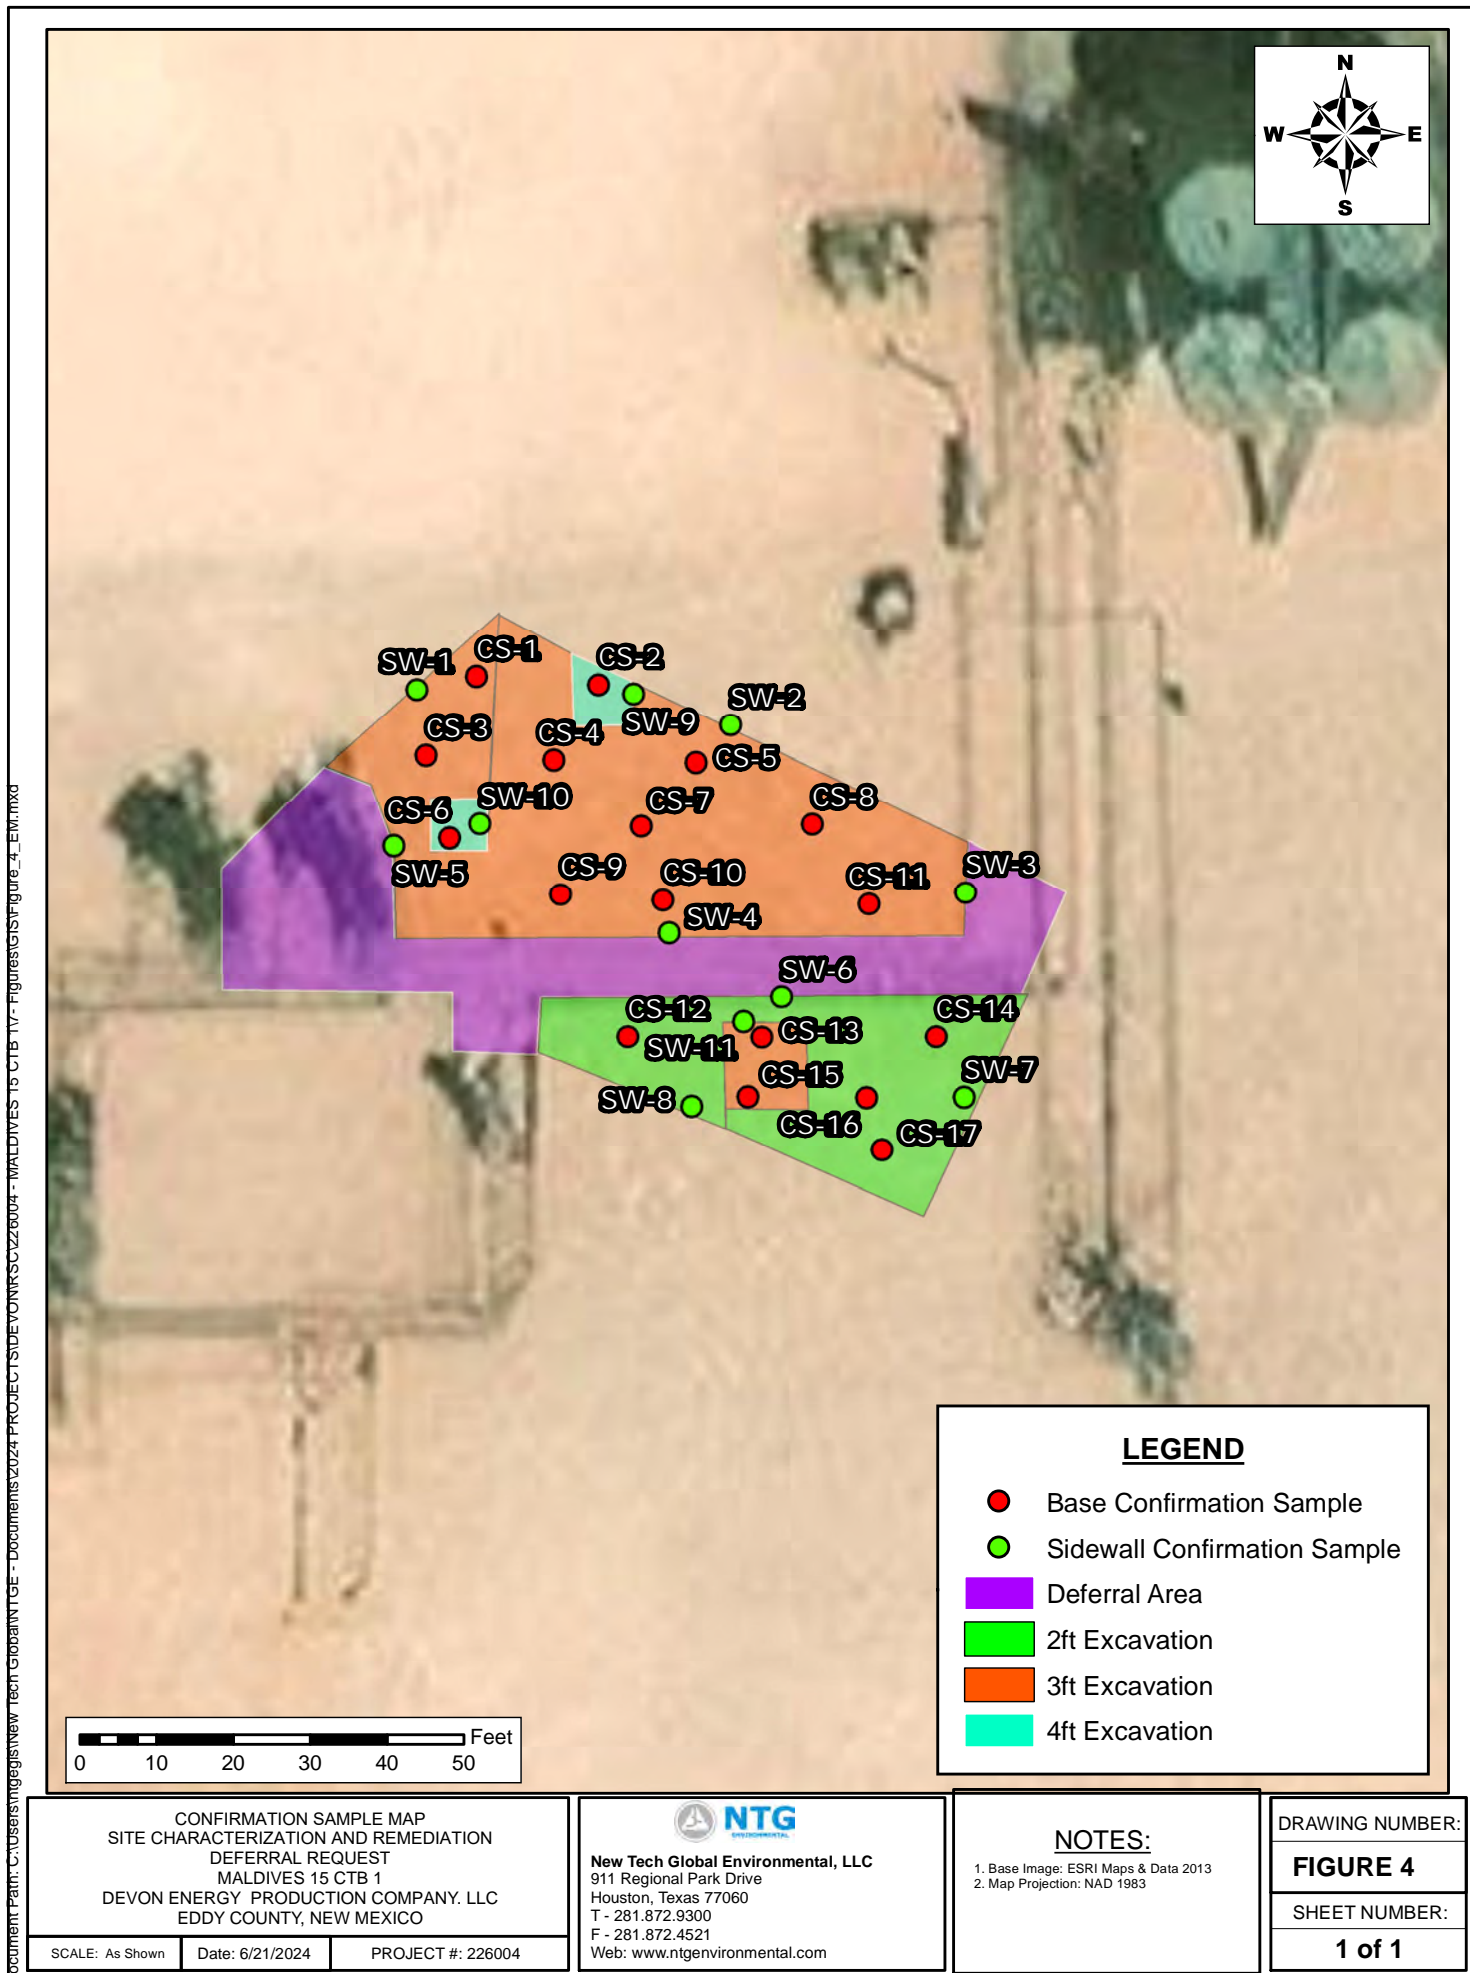 N
W E
S
SW-1
CS-1
CS-2
SW-9
SW-2
CS-3
CS-4
CS-5
CS-6
SW-10
CS-7
CS-8
SW-5
CS-9
CS-10
CS-11
SW-3
SW-4
SW-6
CS-12
SW-11
CS-13
CS-14
CS-15
SW-7
SW-8
CS-16
CS-17
LEGEND
Base Confirmation Sample
Sidewall Confirmation Sample
Deferral Area
2ft Excavation
3ft Excavation
4ft Excavation
Feet
0 10 20 30 40 50
CONFIRMATION SAMPLE MAP
SITE CHARACTERIZATION AND REMEDIATION
DEFERRAL REQUEST
MALDIVES 15 CTB 1
DEVON ENERGY PRODUCTION COMPANY. LLC
EDDY COUNTY, NEW MEXICO
SCALE: As Shown
Date: 6/21/2024
PROJECT #: 226004
NTG
ENVIRONMENTAL
New Tech Global Environmental, LLC
911 Regional Park Drive
Houston, Texas 77060
T - 281.872.9300
F - 281.872.4521
Web: www.ntgenvironmental.com
NOTES:
1. Base Image: ESRI Maps & Data 2013
2. Map Projection: NAD 1983
DRAWING NUMBER:
FIGURE 4
SHEET NUMBER:
1 of 1